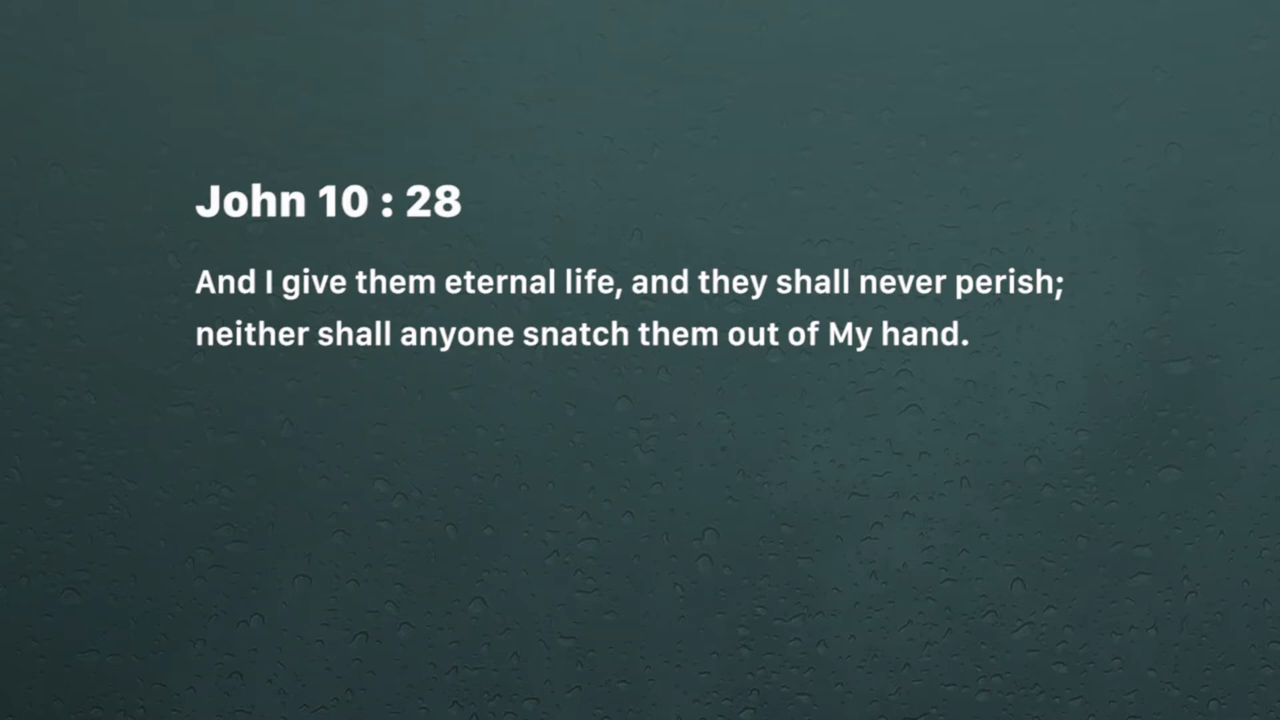 John 10 : 28
And I give them eternal life, and they shall never perish;
neither shall anyone snatch them out of My hand.